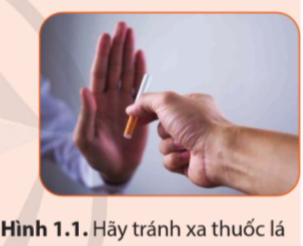 Hình 1.1. Hãy tránh xa thuốc lá